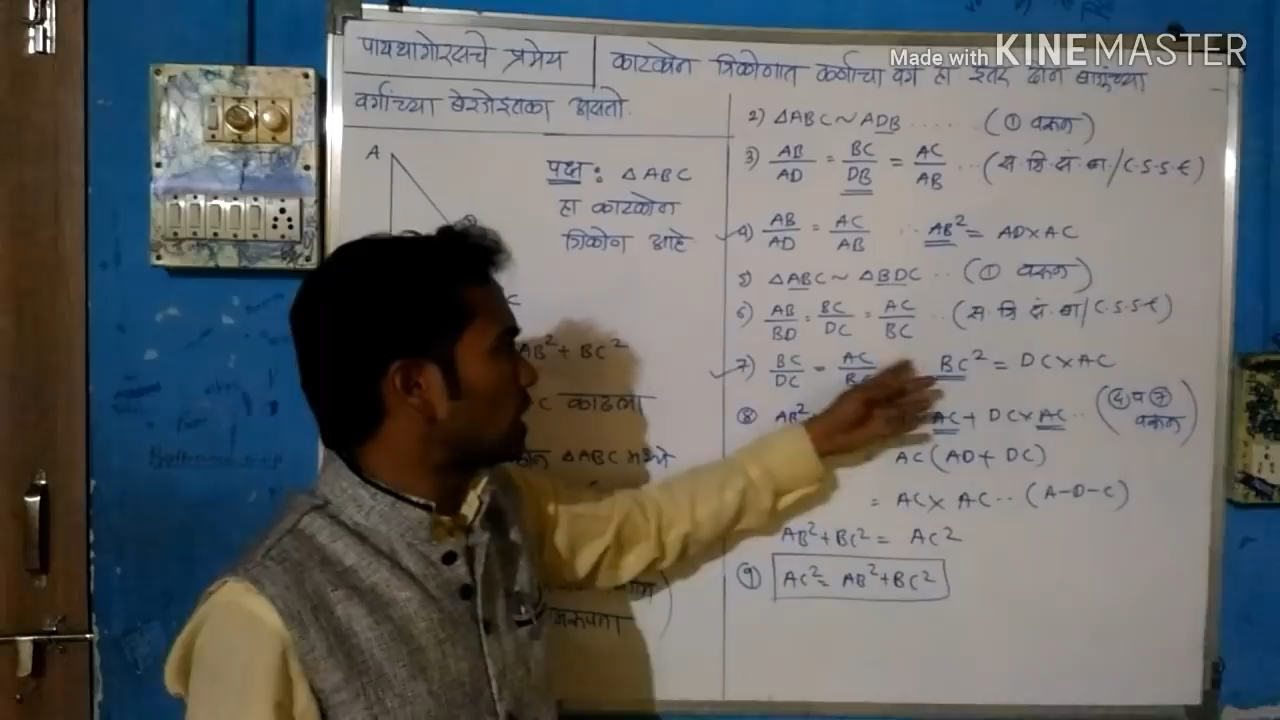 Made with KINEMASTER
पायथागोरसचे प्रमेय
काटकोन त्रिकोणात कर्णाचा वर्ग हा इतर दोन बाजूंच्या
वर्गांच्या बेरजेइतका असतो.
A
पक्ष : △ABC
हा काटकोन
त्रिकोण आहे
C
AB² + BC²
C काढला
△ABC मध्ये
2) △ABC ~ ADB ..... (① वरून)
3) AB/AD = BC/DB = AC/AB .. (स.त्रि.सं.बा/C.S.S.t)
4) AB/AD = AC/AB .. AB² = AD×AC
5) △ABC ~ △BDC .. (① वरून)
6) AB/BD = BC/DC = AC/BC .. (स.त्रि.सं.बा/C.S.S.t)
7) BC/DC = AC/ BC² = DC×AC
⑧ AB² AC + DC×AC .. (④ व ⑦ वरून)
AC (AD + DC)
= AC × AC .. (A-D-C)
AB² + BC² = AC²
⑨ AC² = AB² + BC²